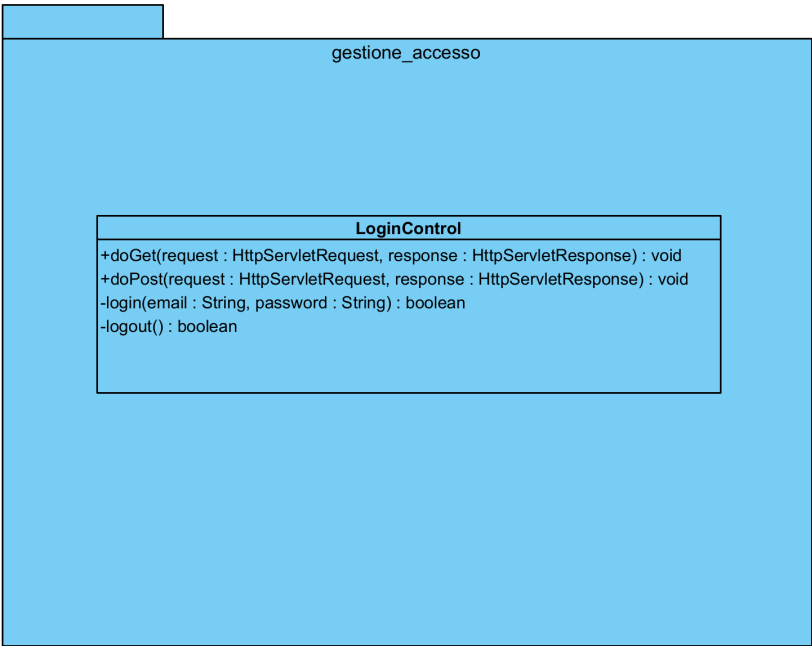 gestione_accesso
LoginControl
+doGet(request : HttpServletRequest, response : HttpServletResponse) : void
+doPost(request : HttpServletRequest, response : HttpServletResponse) : void
-login(email : String, password : String) : boolean
-logout() : boolean